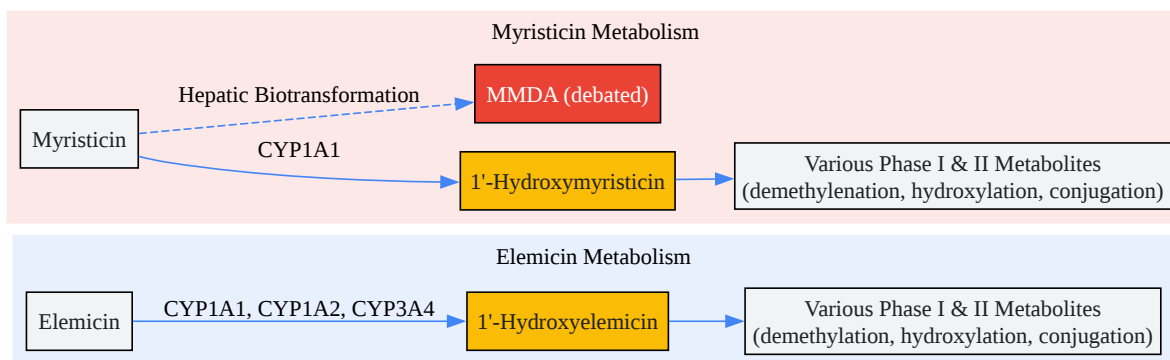 Myristicin Metabolism
Hepatic Biotransformation
MMDA (debated)
Myristicin
CYP1A1
1'-Hydroxymyristicin
Various Phase I & II Metabolites
(demethylenation, hydroxylation, conjugation)
Elemicin Metabolism
Elemicin
CYP1A1, CYP1A2, CYP3A4
1'-Hydroxyelemicin
Various Phase I & II Metabolites
(demethylation, hydroxylation, conjugation)